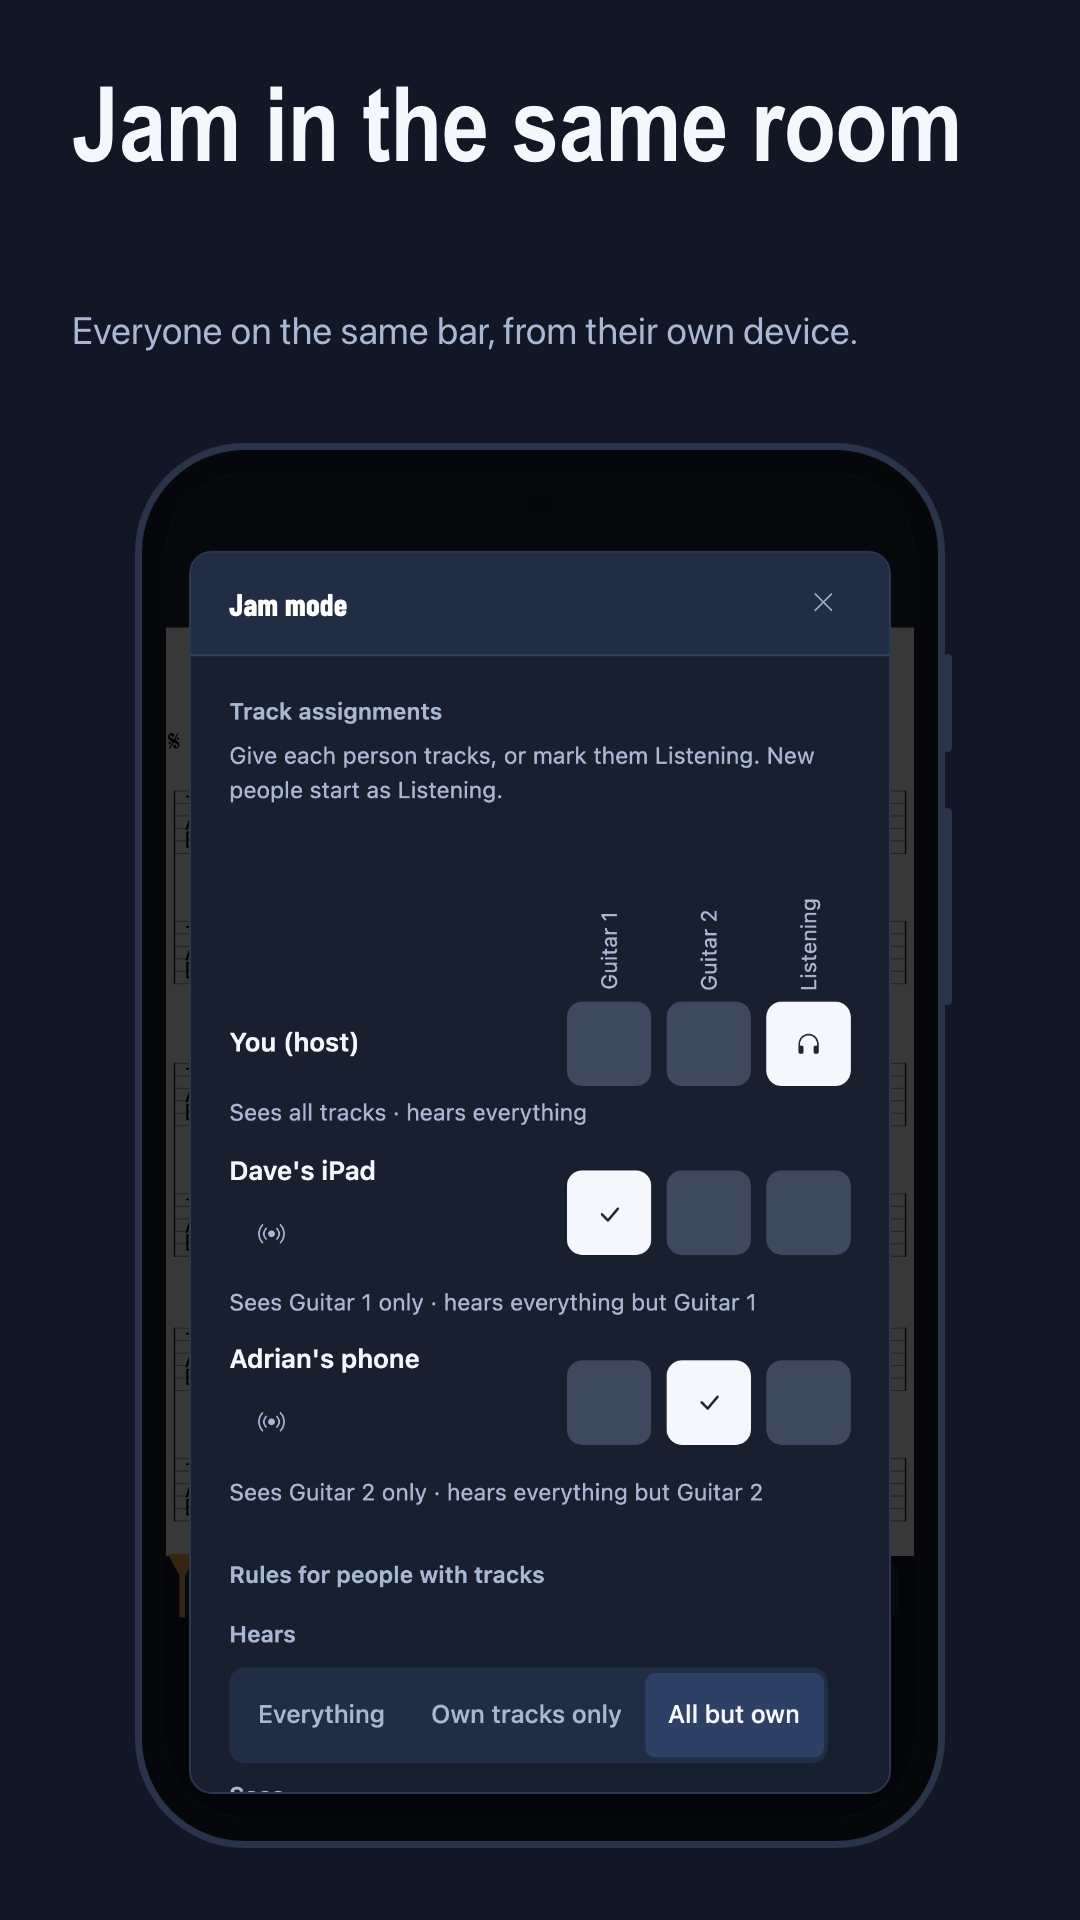 Jam in the same room
Everyone on the same bar, from their own device.
Jam mode
Track assignments
Give each person tracks, or mark them Listening. New
people start as Listening.
Guitar 1
Guitar 2
Listening
You (host)
Sees all tracks · hears everything
Dave's iPad
Sees Guitar 1 only · hears everything but Guitar 1
Adrian's phone
Sees Guitar 2 only · hears everything but Guitar 2
Rules for people with tracks
Hears
Everything
Own tracks only
All but own